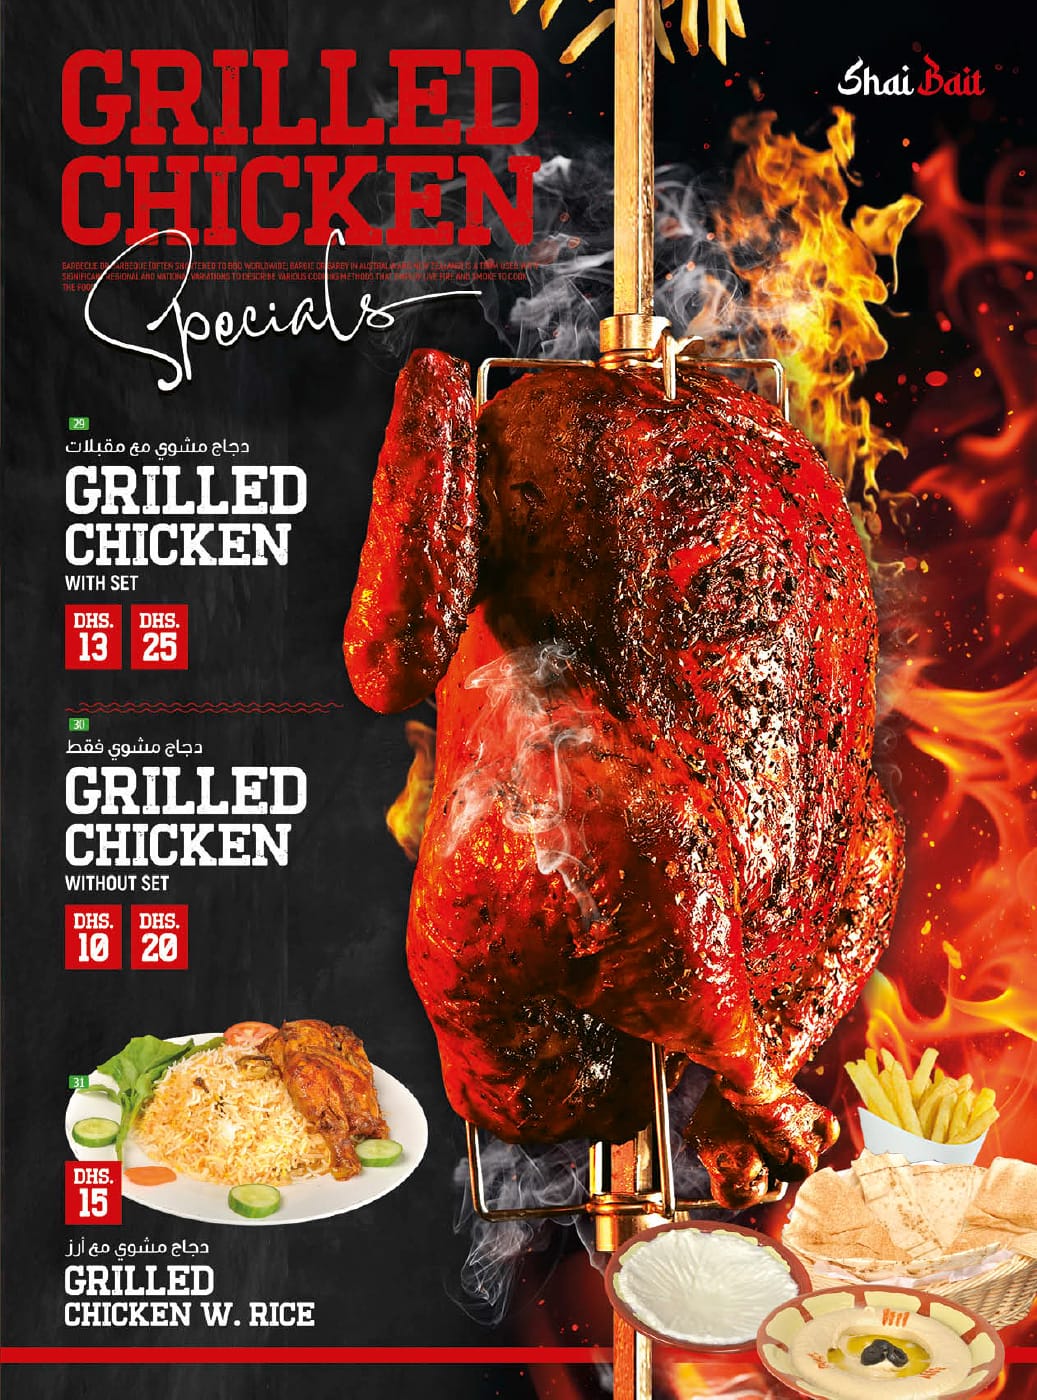 GRILLED
CHICKEN
Specials
Shai Bait
29
دجاج مشوي مع مقبلات
GRILLED
CHICKEN
WITH SET
DHS. DHS.
13 25
30
دجاج مشوي فقط
GRILLED
CHICKEN
WITHOUT SET
DHS. DHS.
10 20
31
DHS.
15
دجاج مشوي مع أرز
GRILLED
CHICKEN W. RICE